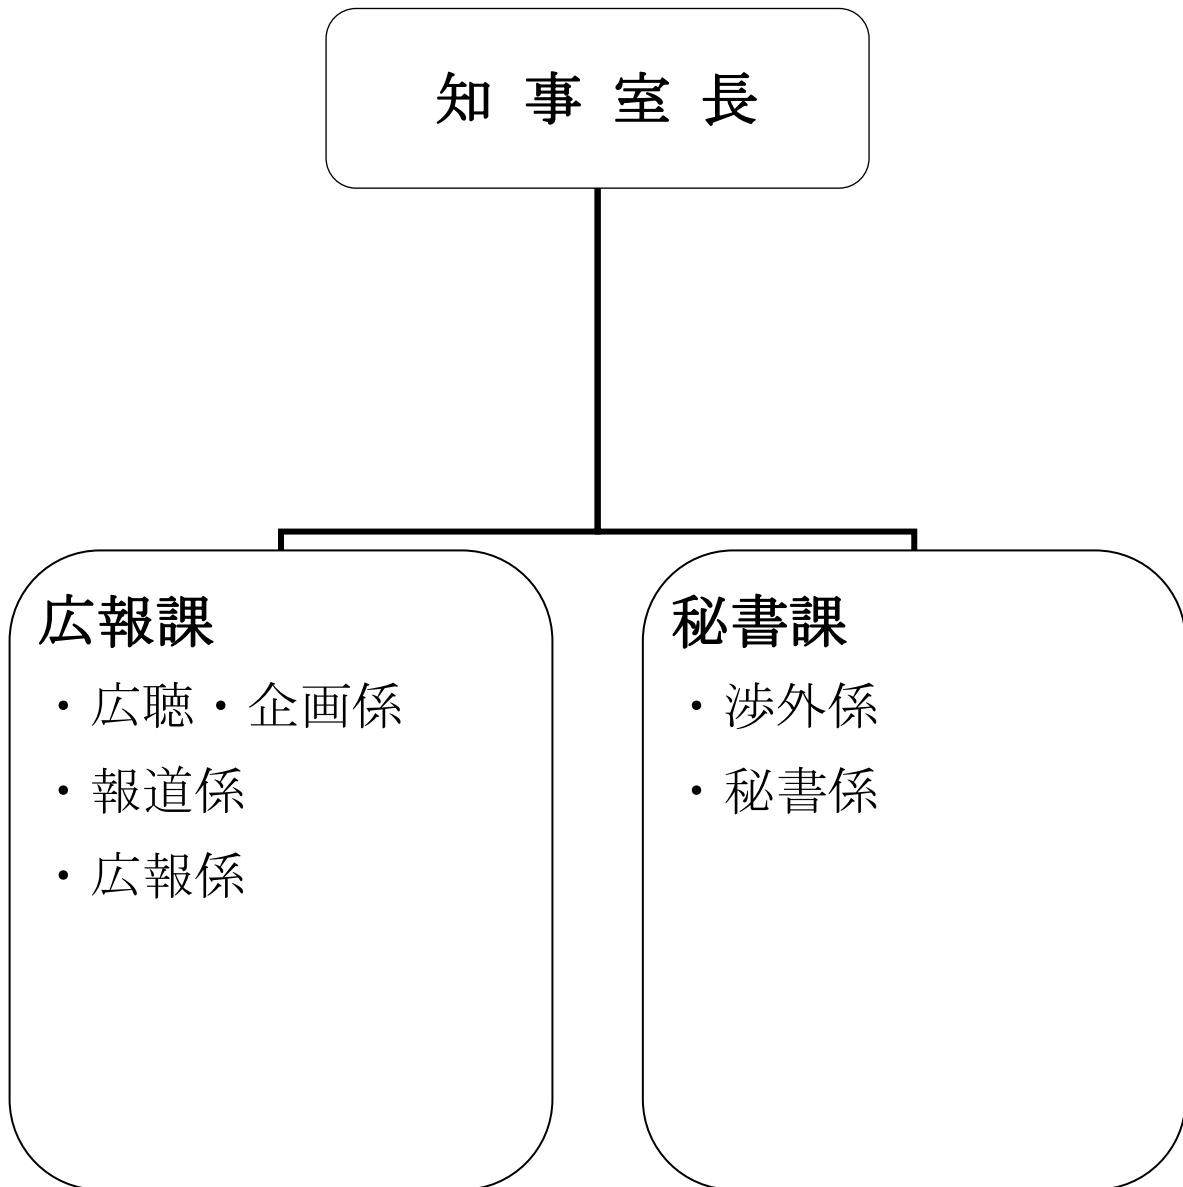 知 事 室 長
広報課
・広聴・企画係
・報道係
・広報係
秘書課
・渉外係
・秘書係